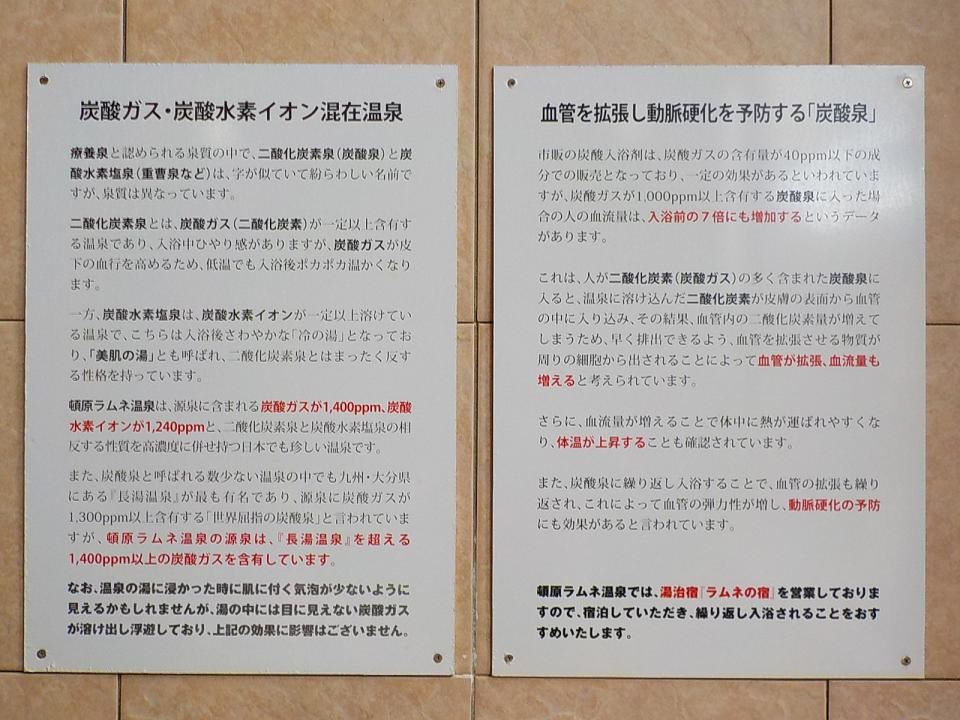 炭酸ガス・炭酸水素イオン混在温泉
療養泉と認められる泉質の中で、二酸化炭素泉（炭酸泉）と炭
酸水素塩泉（重曹泉など）は、字が似ていて紛らわしい名前で
すが、泉質は異なっています。
二酸化炭素泉とは、炭酸ガス（二酸化炭素）が一定以上含有す
る温泉であり、入浴中ひやり感がありますが、炭酸ガスが皮
下の血行を高めるため、低温でも入浴後ポカポカ温かくなり
ます。
一方、炭酸水素塩泉は、炭酸水素イオンが一定以上溶けてい
る温泉で、こちらは入浴後さわやかな「冷の湯」となってお
り、「美肌の湯」とも呼ばれ、二酸化炭素泉とはまったく反す
る性格を持っています。
頓原ラムネ温泉は、源泉に含まれる炭酸ガスが1,400ppm、炭酸
水素イオンが1,240ppmと、二酸化炭素泉と炭酸水素塩泉の相
反する性質を高濃度に併せ持つ日本でも珍しい温泉です。
また、炭酸泉と呼ばれる数少ない温泉の中でも九州・大分県
にある『長湯温泉』が最も有名であり、源泉に炭酸ガスが
1,300ppm以上含有する「世界屈指の炭酸泉」と言われていま
すが、頓原ラムネ温泉の源泉は、『長湯温泉』を超える
1,400ppm以上の炭酸ガスを含有しています。
なお、温泉の湯に浸かった時に肌に付く気泡が少ないように
見えるかもしれませんが、湯の中には目に見えない炭酸ガス
が溶け出し浮遊しており、上記の効果に影響はございません。
血管を拡張し動脈硬化を予防する「炭酸泉」
市販の炭酸入浴剤は、炭酸ガスの含有量が40ppm以下の成
分での販売となっており、一定の効果があるといわれていま
すが、炭酸ガスが1,000ppm以上含有する炭酸泉に入った場
合の人の血流量は、入浴前の７倍にも増加するというデータ
があります。
これは、人が二酸化炭素（炭酸ガス）の多く含まれた炭酸泉に
入ると、温泉に溶け込んだ二酸化炭素が皮膚の表面から血管
の中に入り込み、その結果、血管内の二酸化炭素量が増えて
しまうため、早く排出できるよう、血管を拡張させる物質が
周りの細胞から出されることによって血管が拡張、血流量も
増えると考えられています。
さらに、血流量が増えることで体中に熱が運ばれやすくな
り、体温が上昇することも確認されています。
また、炭酸泉に繰り返し入浴することで、血管の拡張も繰り
返され、これによって血管の弾力性が増し、動脈硬化の予防
にも効果があると言われています。
頓原ラムネ温泉では、湯治宿『ラムネの宿』を営業しておりま
すので、宿泊していただき、繰り返し入浴されることをおす
すめいたします。